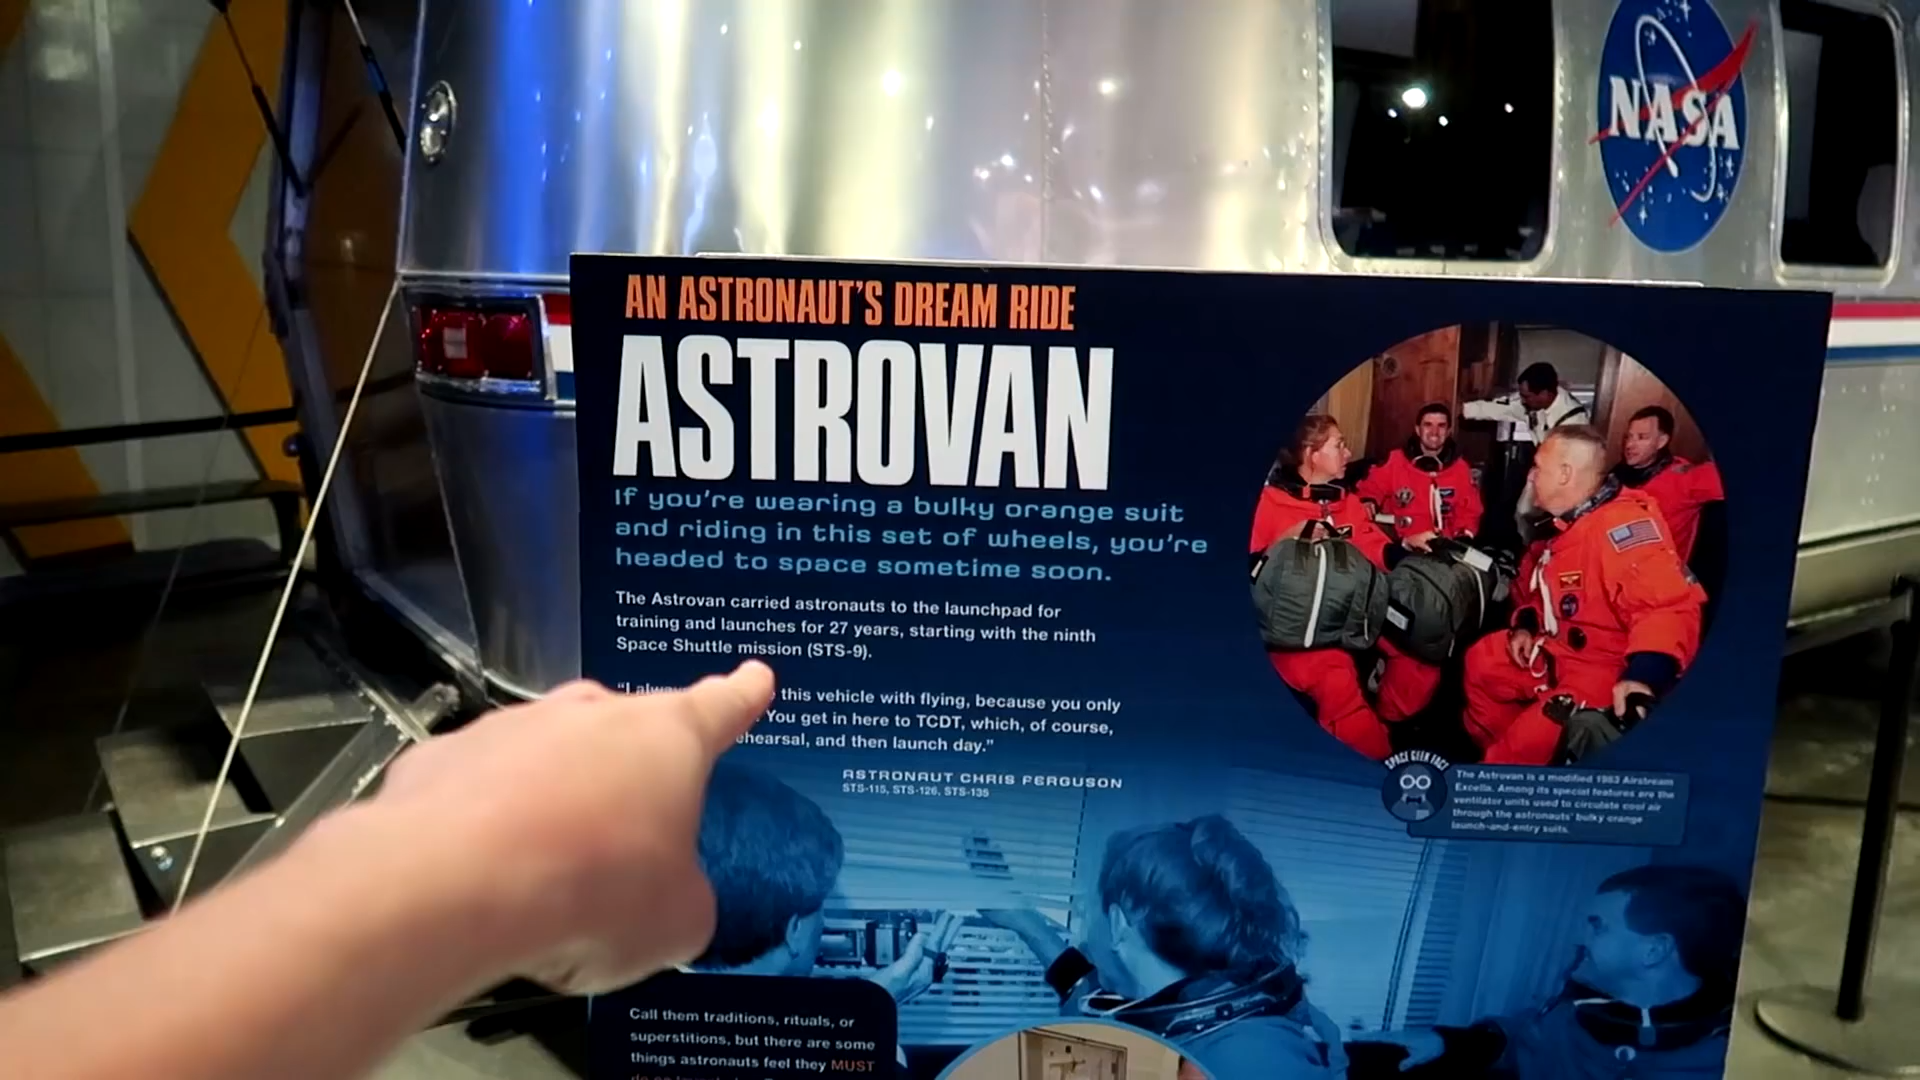 NASA
AN ASTRONAUT'S DREAM RIDE
ASTROVAN
If you're wearing a bulky orange suit
and riding in this set of wheels, you're
headed to space sometime soon.
The Astrovan carried astronauts to the launchpad for
training and launches for 27 years, starting with the ninth
Space Shuttle mission (STS-9).
"I this vehicle with flying, because you only
You get in here to TCDT, which, of course,
and then launch day."
ASTRONAUT CHRIS FERGUSON
STS-115, STS-126, STS-135
SPACE GEEK FACT
The Astrovan is a modified 1983 Airstream
Excella. Among its special features are the
ventilator units used to circulate cool air
through the astronauts' bulky orange
launch-and-entry suits.
Call them traditions, rituals, or
superstitions, but there are some
things astronauts feel they MUST